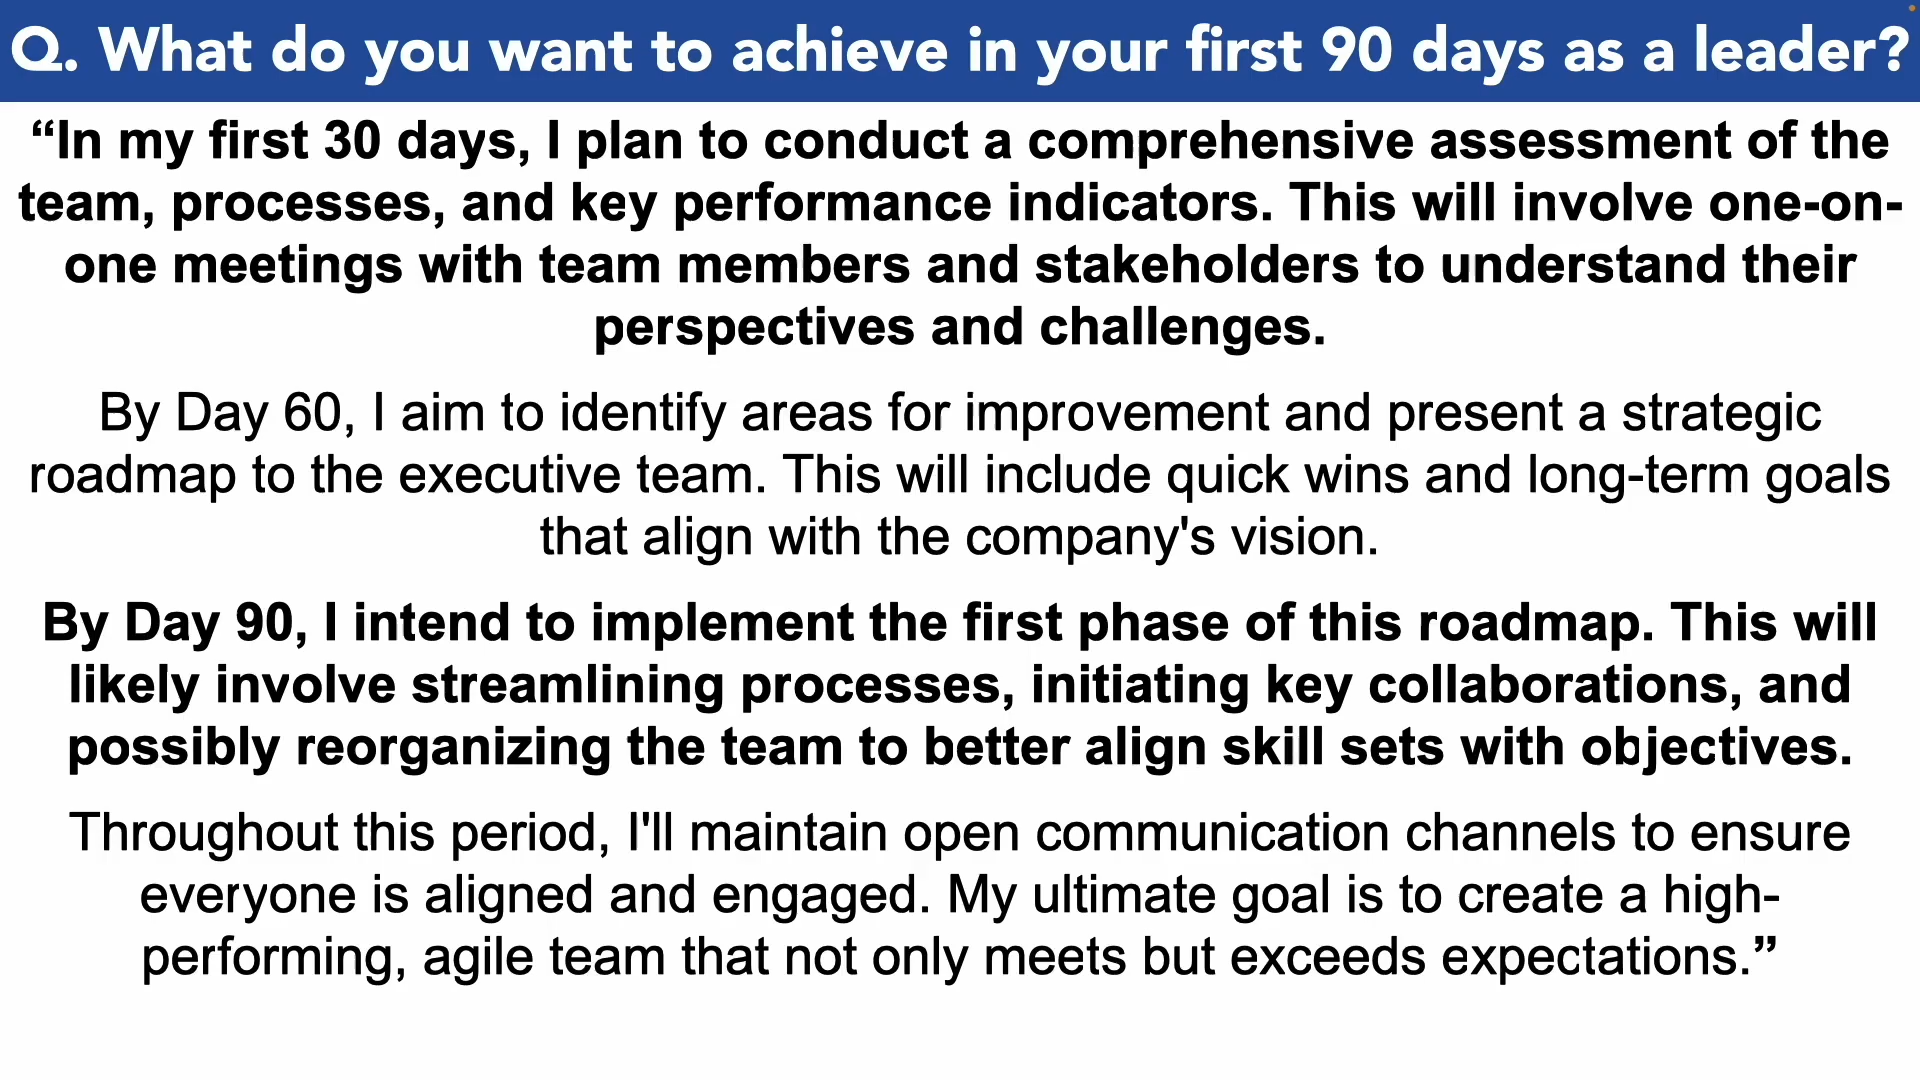 Q. What do you want to achieve in your first 90 days as a leader?
“In my first 30 days, I plan to conduct a comprehensive assessment of the
team, processes, and key performance indicators. This will involve one-on-
one meetings with team members and stakeholders to understand their
perspectives and challenges.
By Day 60, I aim to identify areas for improvement and present a strategic
roadmap to the executive team. This will include quick wins and long-term goals
that align with the company's vision.
By Day 90, I intend to implement the first phase of this roadmap. This will
likely involve streamlining processes, initiating key collaborations, and
possibly reorganizing the team to better align skill sets with objectives.
Throughout this period, I'll maintain open communication channels to ensure
everyone is aligned and engaged. My ultimate goal is to create a high-
performing, agile team that not only meets but exceeds expectations.”